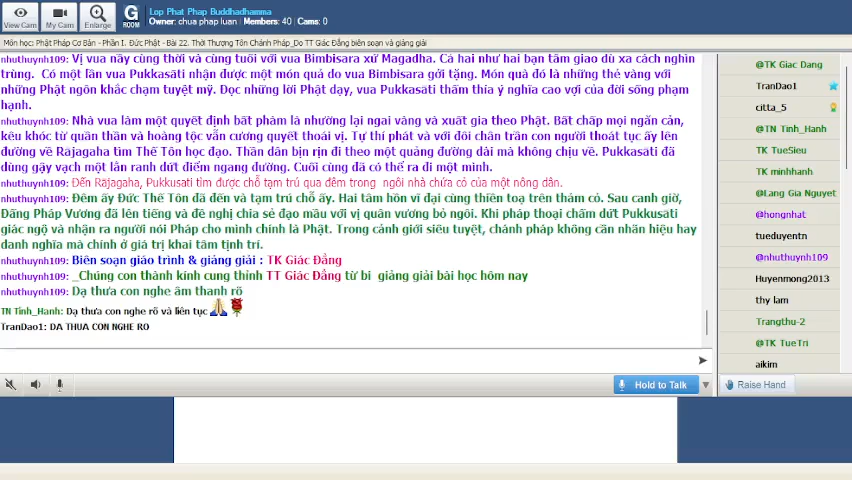 Lop Phat Phap Buddhadhamma
Owner: chua phap luan | Members: 40 | Cams: 0
View Cam
My Cam
Enlarge
G
ROOM
Môn học: Phật Pháp Cơ Bản - Phần I. Đức Phật -Bài 22. Thời Thượng Tôn Chánh Pháp_Do TT Giác Đẳng biên soạn và giảng giải
nhuthuynh109: Vị vua nầy cùng thời và cùng tuổi với vua Bimbisara xứ Magadha. Cả hai như hai bạn tâm giao dù xa cách nghìn
trùng. Có một lần vua Pukkasāti nhận được một món quà do vua Bimbisara gởi tặng. Món quà đó là những thẻ vàng với
những Phật ngôn khắc chạm tuyệt mỹ. Đọc những lời Phật dạy, vua Pukkasāti thấm thía ý nghĩa cao vợi của đời sống phạm
hạnh.
nhuthuynh109: Nhà vua làm một quyết định bất phàm là nhường lại ngai vàng và xuất gia theo Phật. Bất chấp mọi ngăn cản,
kêu khóc từ quần thần và hoàng tộc vẫn cương quyết thoái vị. Tự thí phát và với đôi chân trần con người thoát tục ấy lên
đường về Rājagaha tìm Thế Tôn học đạo. Thần dân bịn rịn đi theo một quảng đường dài mà không chịu về. Pukkasāti đã
dùng gậy vạch một lằn ranh dứt điểm ngang đường. Cuối cùng đã có thể ra đi một mình.
nhuthuynh109: Đến Rājagaha, Pukkusati tìm được chỗ tạm trú qua đêm trong ngôi nhà chứa cỏ của một nông dân.
nhuthuynh109: Đêm ấy Đức Thế Tôn đã đến và tạm trú chỗ ấy. Hai tâm hồn vĩ đại cùng thiền toạ trên thảm cỏ. Sau canh giờ,
Đấng Pháp Vương đã lên tiếng và đề nghị chia sẻ đạo mầu với vị quân vương bỏ ngôi. Khi pháp thoại chấm dứt Pukkusāti
giác ngộ và nhận ra người nói Pháp cho mình chính là Phật. Trong cảnh giới siêu tuyệt, chánh pháp không cần nhãn hiệu hay
danh nghĩa mà chính ở giá trị khai tâm tịnh trí.
nhuthuynh109: Biên soạn giáo trình & giảng giải : TK Giác Đẳng
nhuthuynh109: _Chúng con thành kính cung thỉnh TT Giác Đẳng từ bi giảng giải bài học hôm nay
nhuthuynh109: Dạ thưa con nghe âm thanh rõ
TN Tinh_Hanh: Dạ thưa con nghe rõ và liên tục
TranDao1: DA THUA CON NGHE RO
Hold to Talk
@TK Giac Dang
TranDao1
citta_5
@TN Tinh_Hanh
TK TueSieu
TK minhhanh
@Lang Gia Nguyet
@hongnhat
tueduyentn
@nhuthuynh109
Huyenmong2013
thy lam
Trangthu-2
@TK TueTri
aikim
Raise Hand